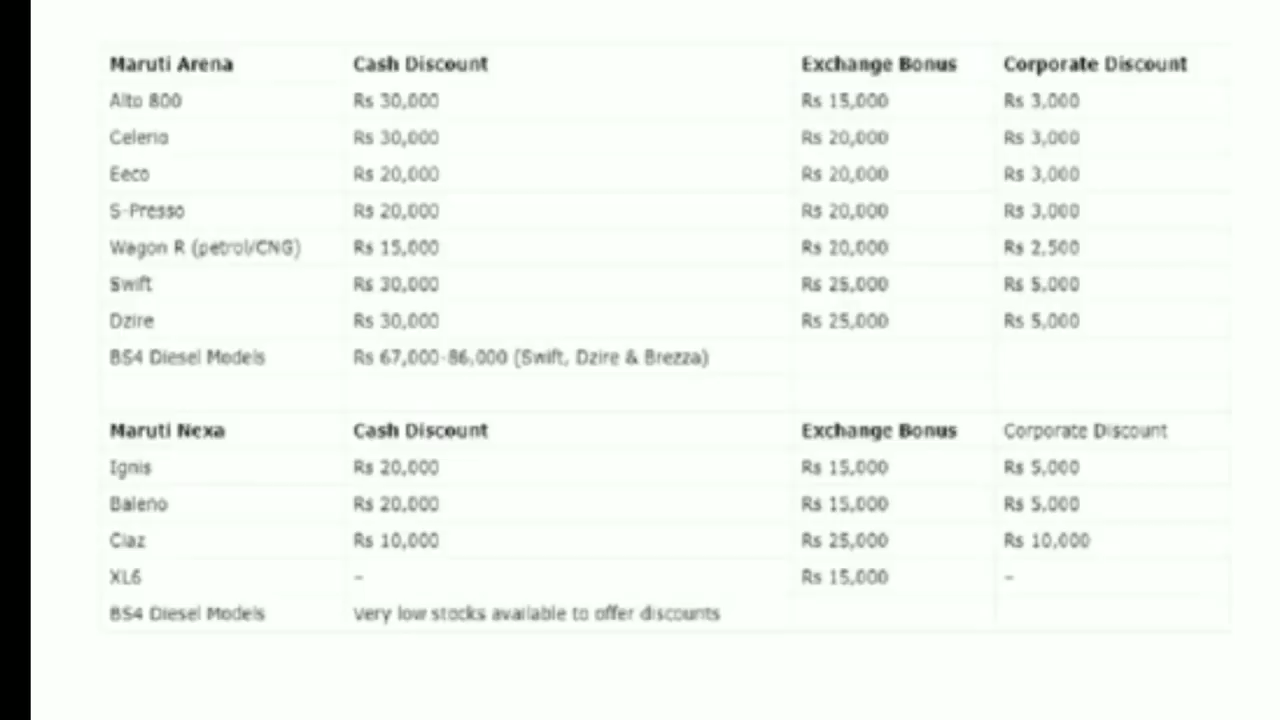 Maruti Arena Cash Discount Exchange Bonus Corporate Discount
Alto 800 Rs 30,000 Rs 15,000 Rs 3,000
Celerio Rs 30,000 Rs 20,000 Rs 3,000
Eeco Rs 20,000 Rs 20,000 Rs 3,000
S-Presso Rs 20,000 Rs 20,000 Rs 3,000
Wagon R (petrol/CNG) Rs 15,000 Rs 20,000 Rs 2,500
Swift Rs 30,000 Rs 25,000 Rs 5,000
Dzire Rs 30,000 Rs 25,000 Rs 5,000
BS4 Diesel Models Rs 67,000-86,000 (Swift, Dzire & Brezza)
Maruti Nexa Cash Discount Exchange Bonus Corporate Discount
Ignis Rs 20,000 Rs 15,000 Rs 5,000
Baleno Rs 20,000 Rs 15,000 Rs 5,000
Ciaz Rs 10,000 Rs 25,000 Rs 10,000
XL6 – Rs 15,000 –
BS4 Diesel Models Very low stocks available to offer discounts